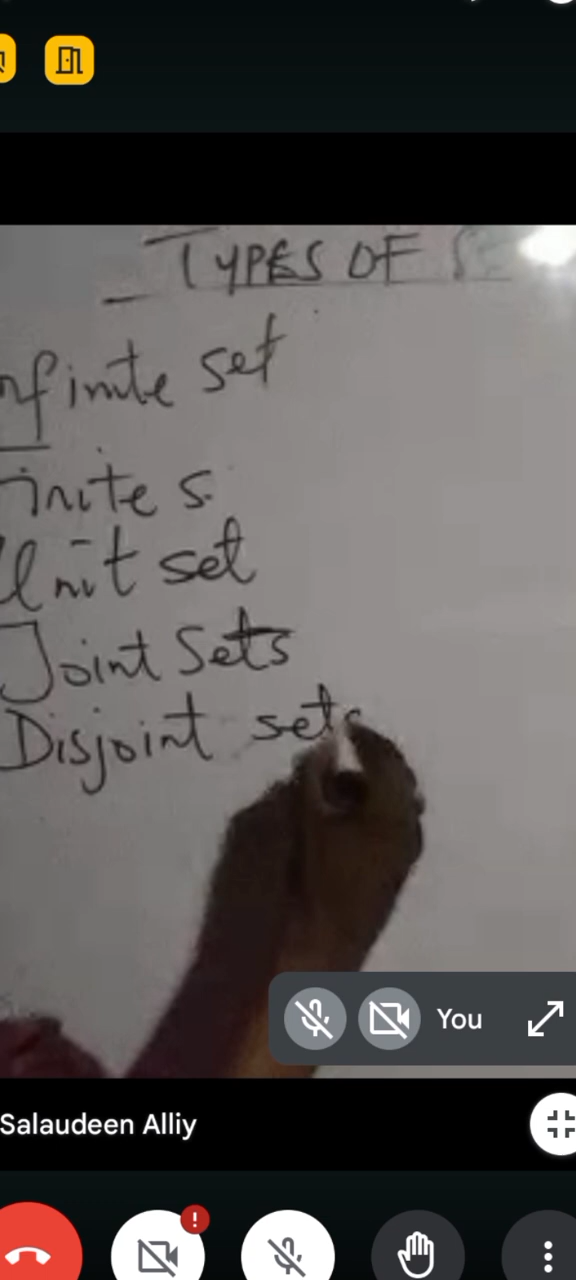 TYPES OF
nfinite set
inite s
Unit set
Joint Sets
Disjoint sets
You
Salaudeen Alliy
!